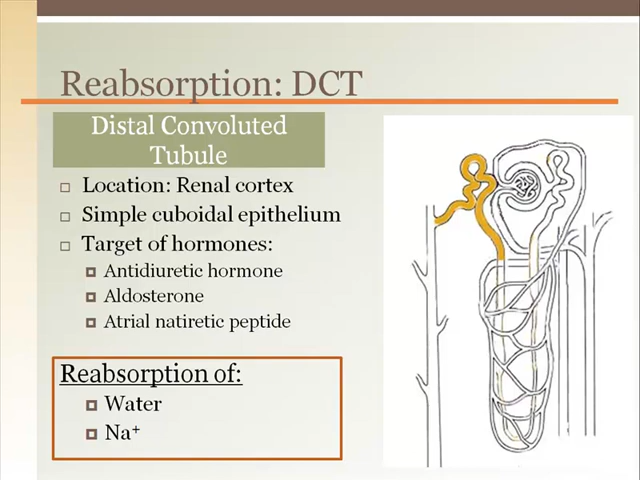 Reabsorption: DCT
Distal Convoluted
Tubule
Location: Renal cortex
Simple cuboidal epithelium
Target of hormones:
Antidiuretic hormone
Aldosterone
Atrial natiretic peptide
Reabsorption of:
Water
Na⁺